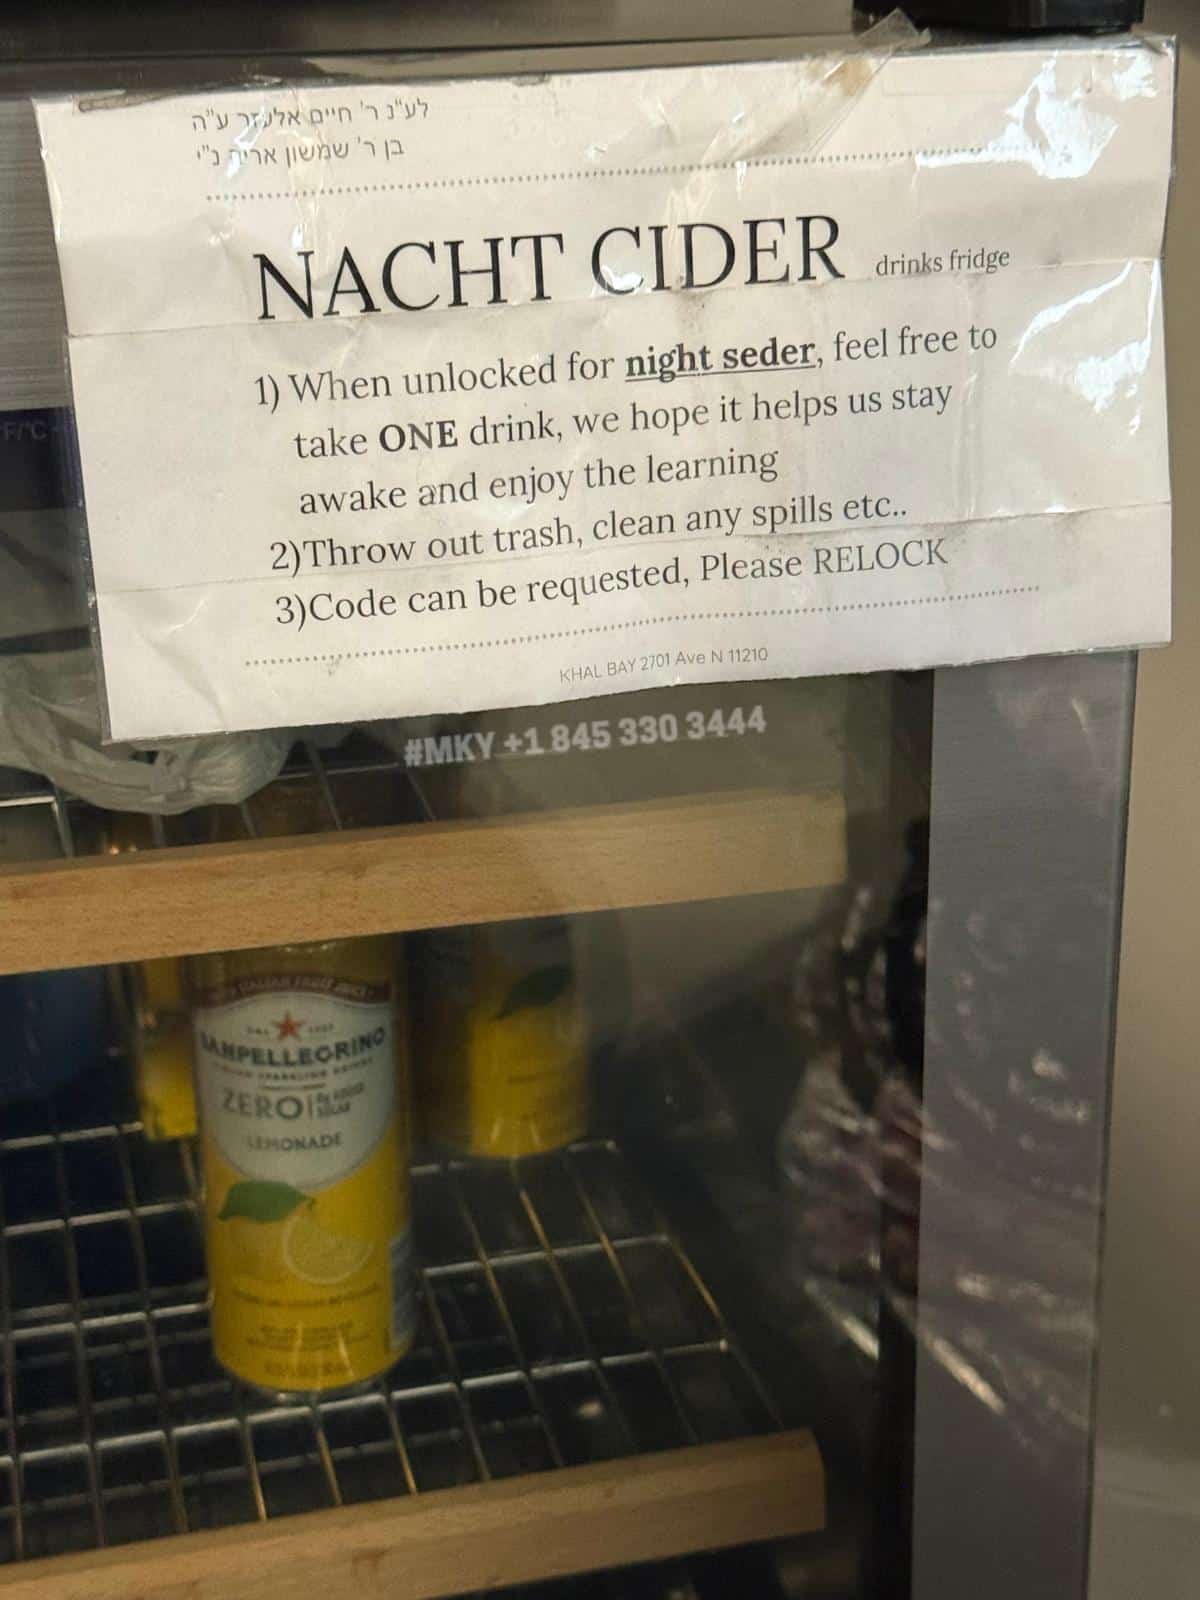 לע"נ ר' חיים אלעזר ע"ה
בן ר' שמשון אריה נ"י
NACHT CIDER drinks fridge
1) When unlocked for night seder, feel free to
take ONE drink, we hope it helps us stay
awake and enjoy the learning
2)Throw out trash, clean any spills etc..
3)Code can be requested, Please RELOCK
KHAL BAY 2701 Ave N 11210
#MKY +1 845 330 3444
F/°C
SANPELLEGRINO
ZERO
LEMONADE